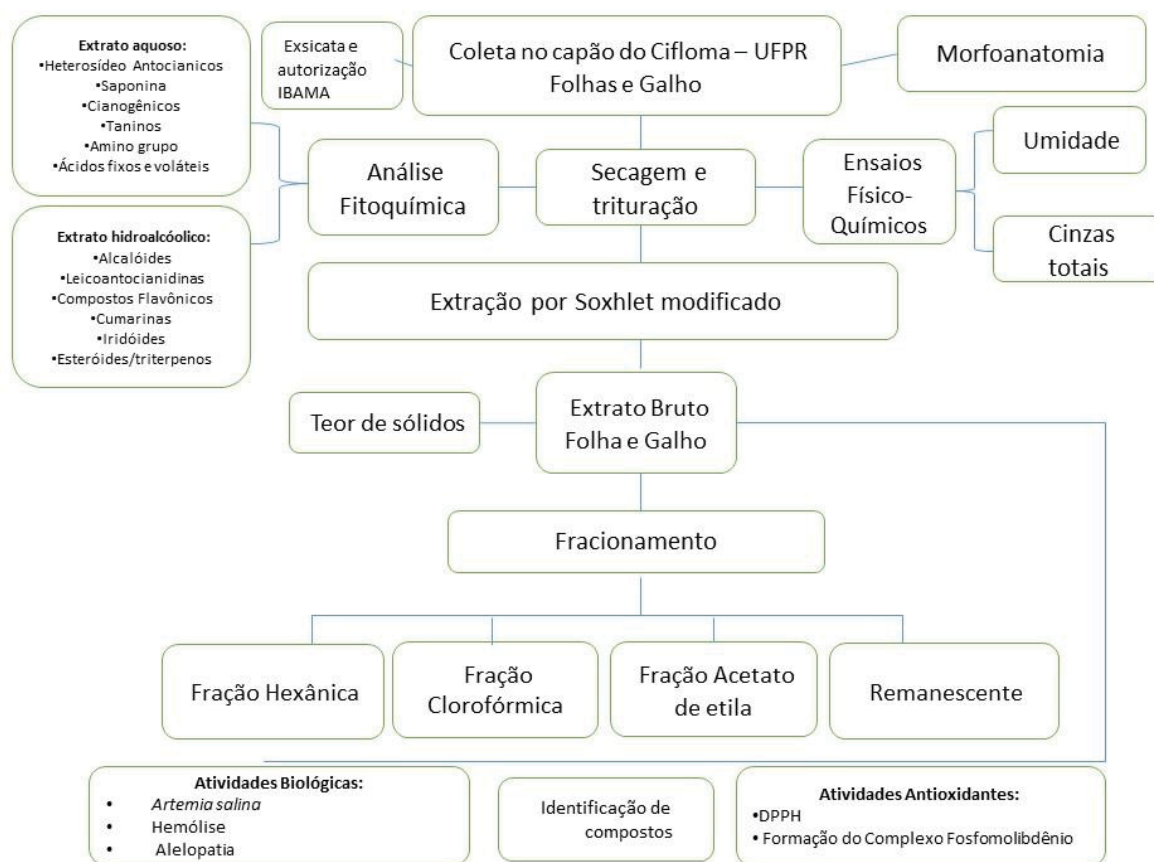 Extrato aquoso:
•Heterosídeo Antocianicos
•Saponina
•Cianogênicos
•Taninos
•Amino grupo
•Ácidos fixos e voláteis
Exsicata e
autorização
IBAMA
Coleta no capão do Cifloma – UFPR
Folhas e Galho
Morfoanatomia
Análise
Fitoquímica
Secagem e
trituração
Ensaios
Físico-
Químicos
Umidade
Cinzas
totais
Extrato hidroalcóolico:
•Alcalóides
•Leicoantocianidinas
•Compostos Flavônicos
•Cumarinas
•Iridóides
•Esteróides/triterpenos
Extração por Soxhlet modificado
Teor de sólidos
Extrato Bruto
Folha e Galho
Fracionamento
Fração Hexânica
Fração
Clorofórmica
Fração Acetato
de etila
Remanescente
Atividades Biológicas:
• Artemia salina
• Hemólise
• Alelopatia
Identificação de
compostos
Atividades Antioxidantes:
•DPPH
• Formação do Complexo Fosfomolibdênio